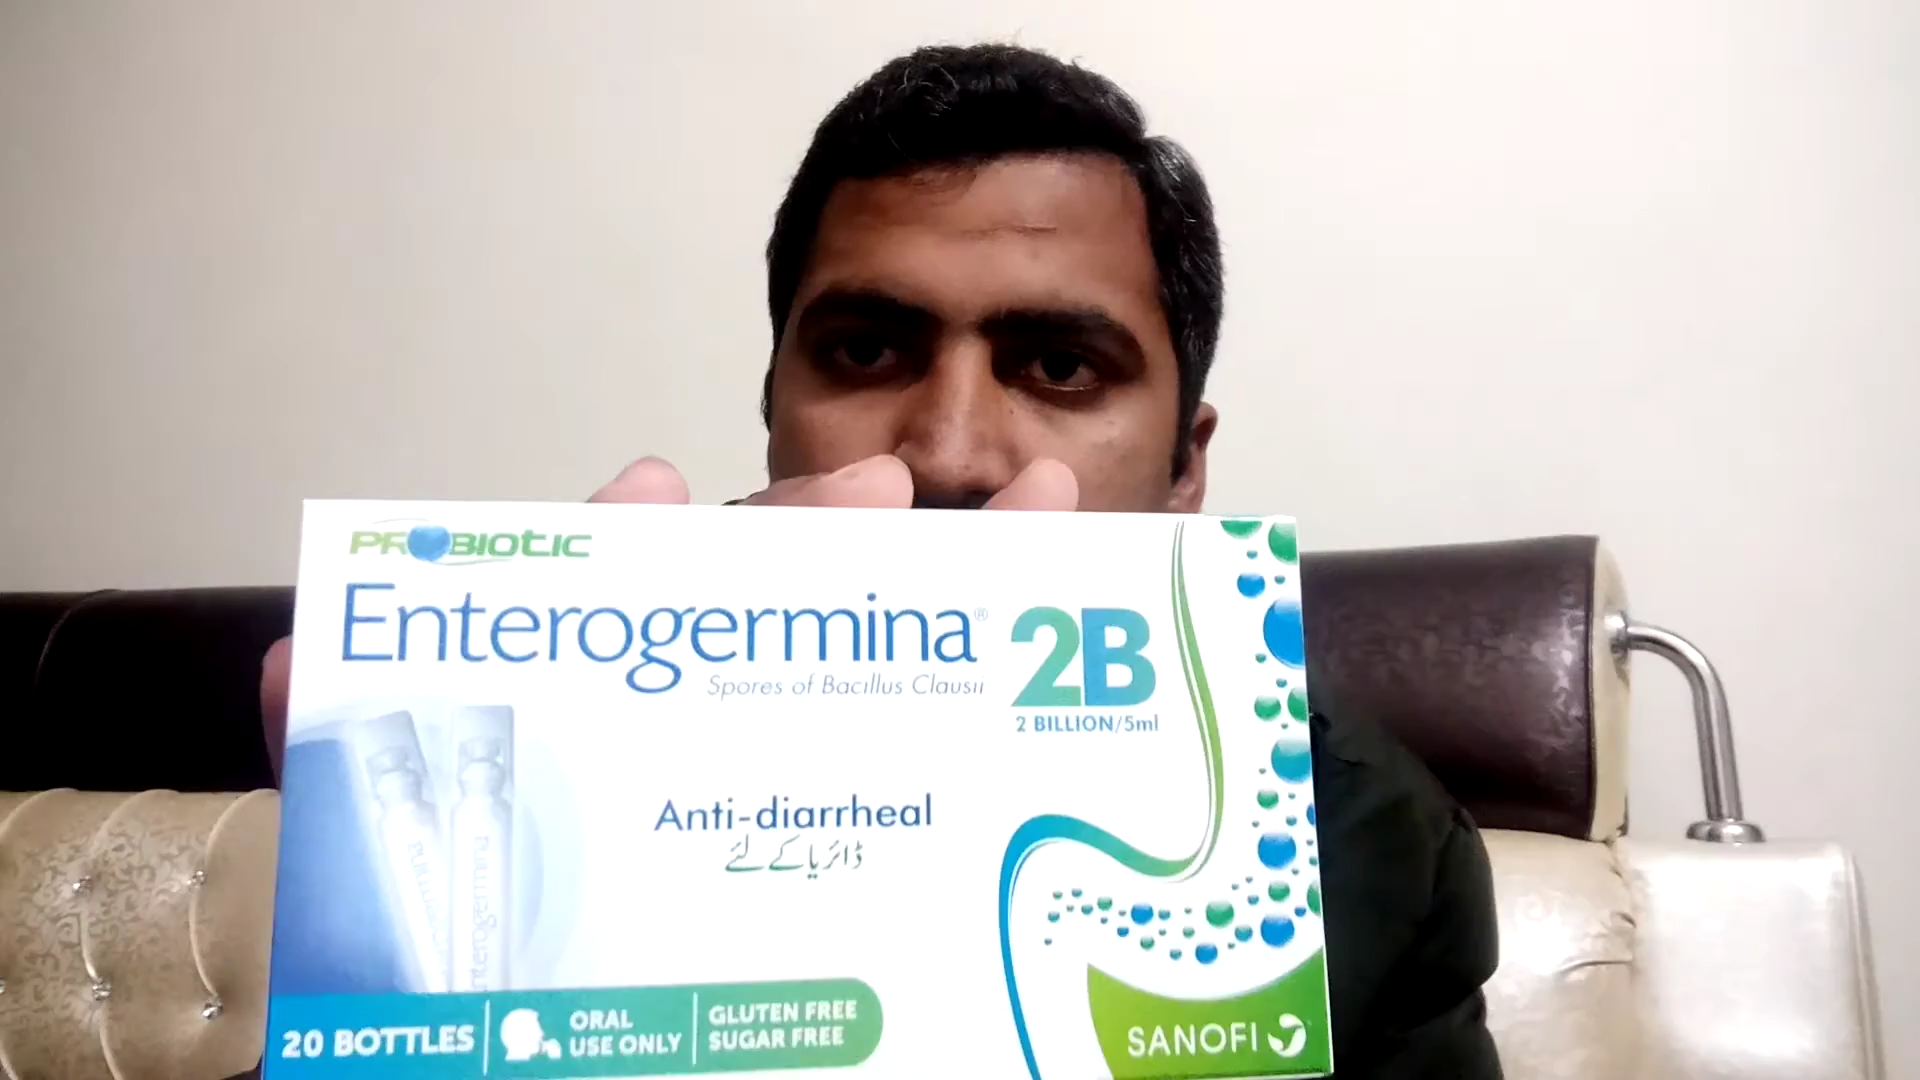 PROBIOTIC
Enterogermina® 2B
Spores of Bacillus Clausii
2 BILLION/5ml
Anti-diarrheal
ڈائریا کے لئے
enterogermina
20 BOTTLES
ORAL
USE ONLY
GLUTEN FREE
SUGAR FREE
SANOFI